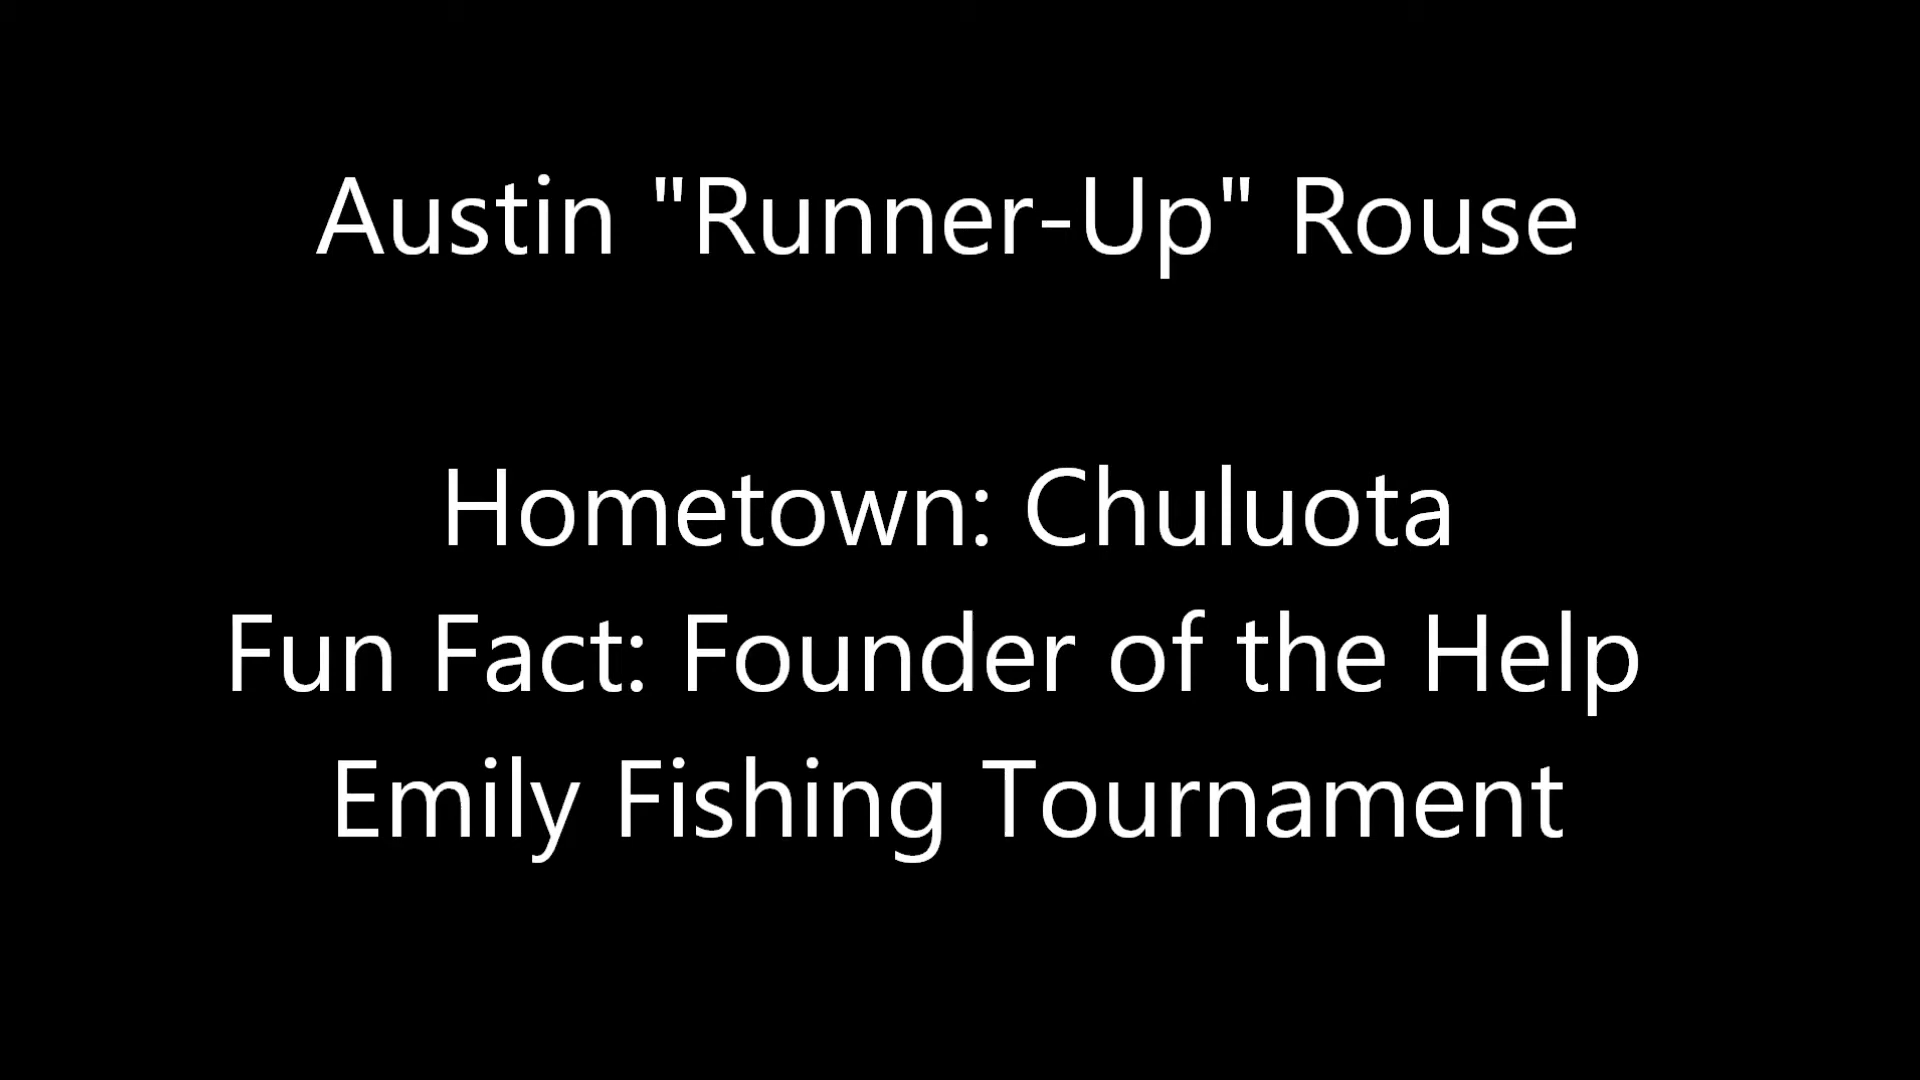 Austin "Runner-Up" Rouse
Hometown: Chuluota
Fun Fact: Founder of the Help
Emily Fishing Tournament